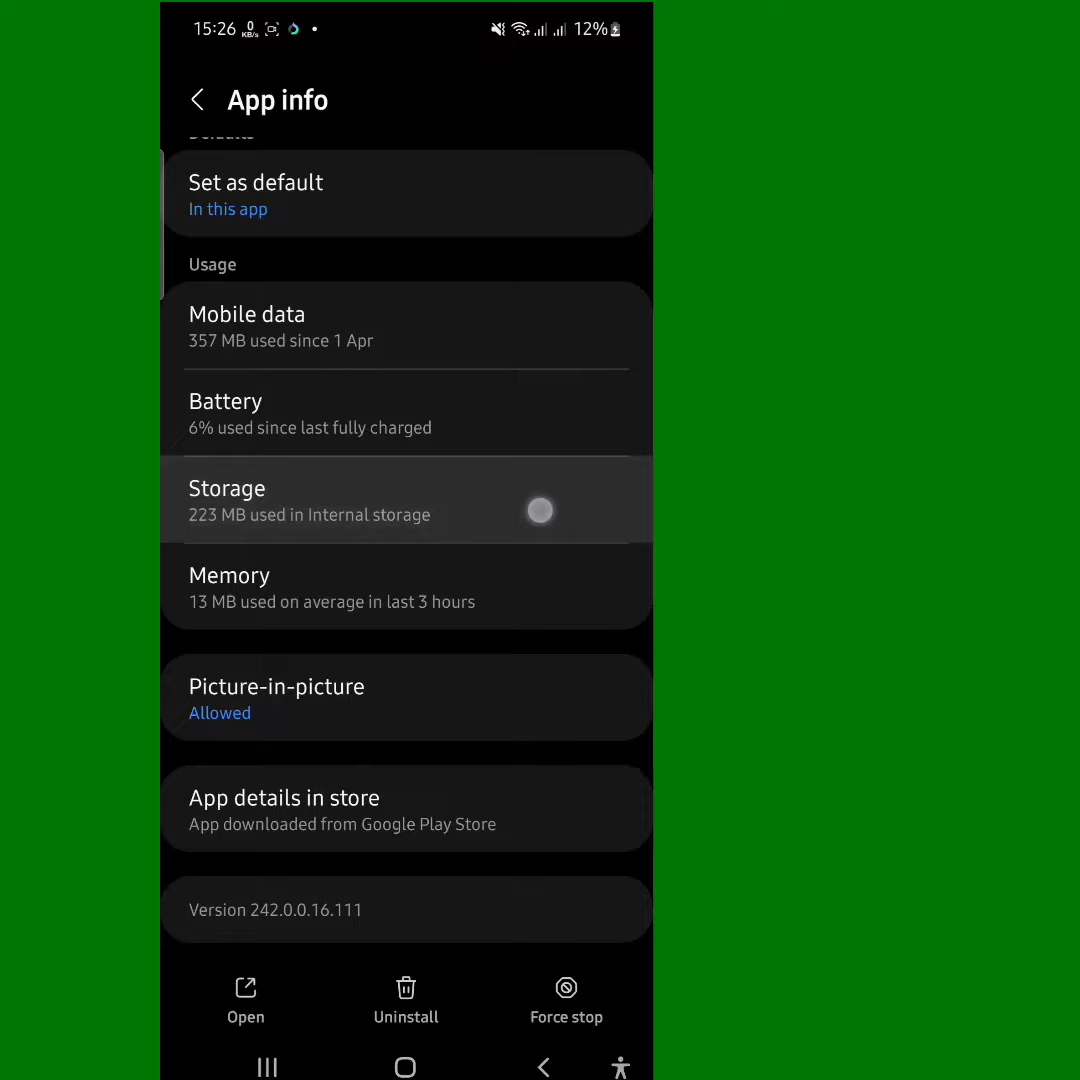 15:26 0 KB/s 12%
App info
Defaults
Set as default
In this app
Usage
Mobile data
357 MB used since 1 Apr
Battery
6% used since last fully charged
Storage
223 MB used in Internal storage
Memory
13 MB used on average in last 3 hours
Picture-in-picture
Allowed
App details in store
App downloaded from Google Play Store
Version 242.0.0.16.111
Open Uninstall Force stop